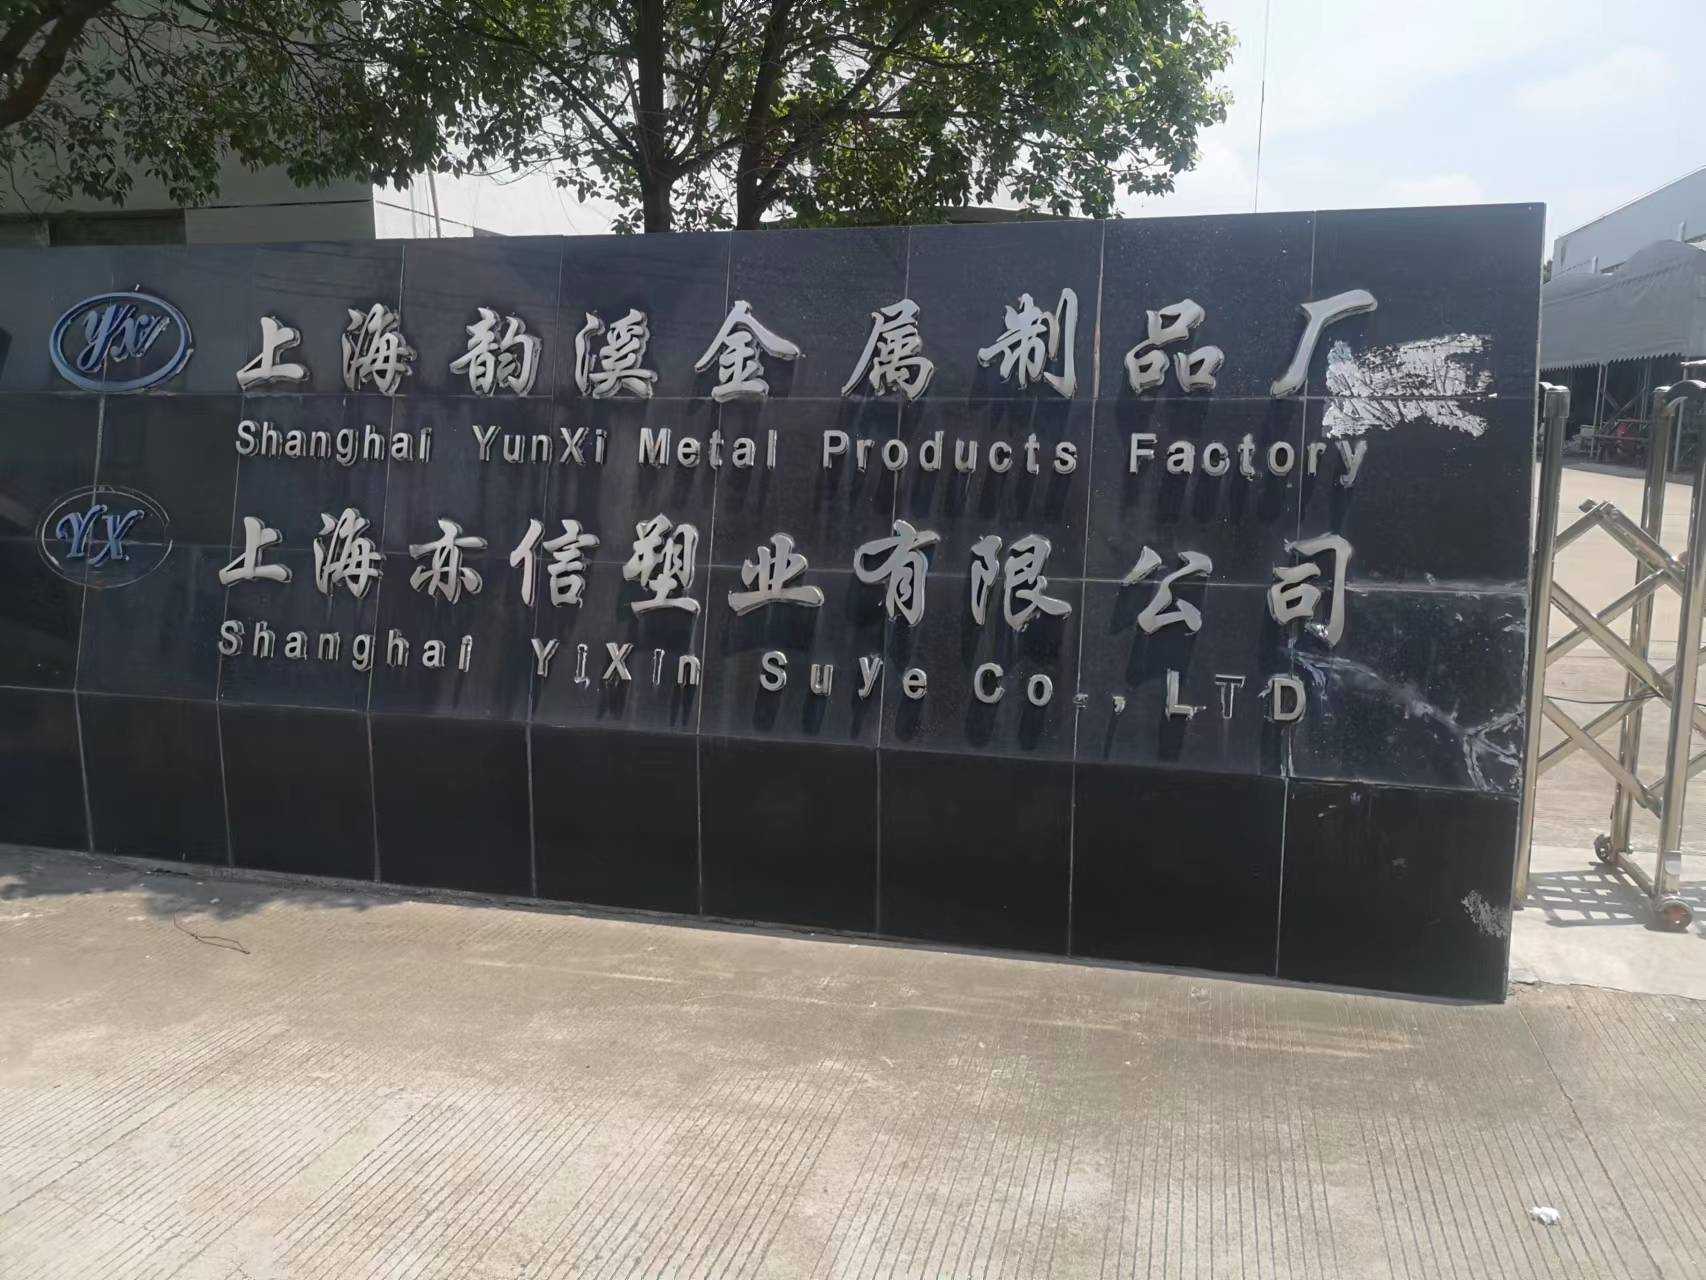 yx
上海韵溪金属制品厂
Shanghai YunXi Metal Products Factory
YX
上海亦信塑业有限公司
Shanghai YiXin Suye Co., LTD